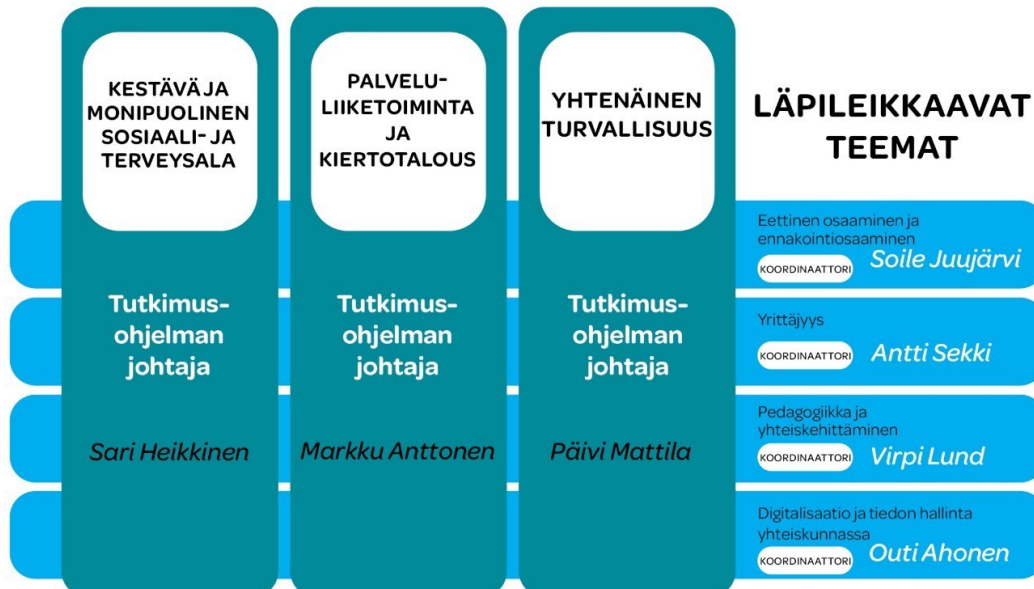 KESTÄVÄ JA
MONIPUOLINEN
SOSIAALI- JA
TERVEYSALA
Tutkimus-
ohjelman
johtaja
Sari Heikkinen
PALVELU-
LIIKETOIMINTA
JA
KIERTOTALOUS
Tutkimus-
ohjelman
johtaja
Markku Anttonen
YHTENÄINEN
TURVALLISUUS
Tutkimus-
ohjelman
johtaja
Päivi Mattila
LÄPILEIKKAAVAT
TEEMAT
Eettinen osaaminen ja
ennakointiosaaminen
KOORDINAATTORI Soile Juujärvi
Yrittäjyys
KOORDINAATTORI Antti Sekki
Pedagogiikka ja
yhteiskehittäminen
KOORDINAATTORI Virpi Lund
Digitalisaatio ja tiedon hallinta
yhteiskunnassa
KOORDINAATTORI Outi Ahonen